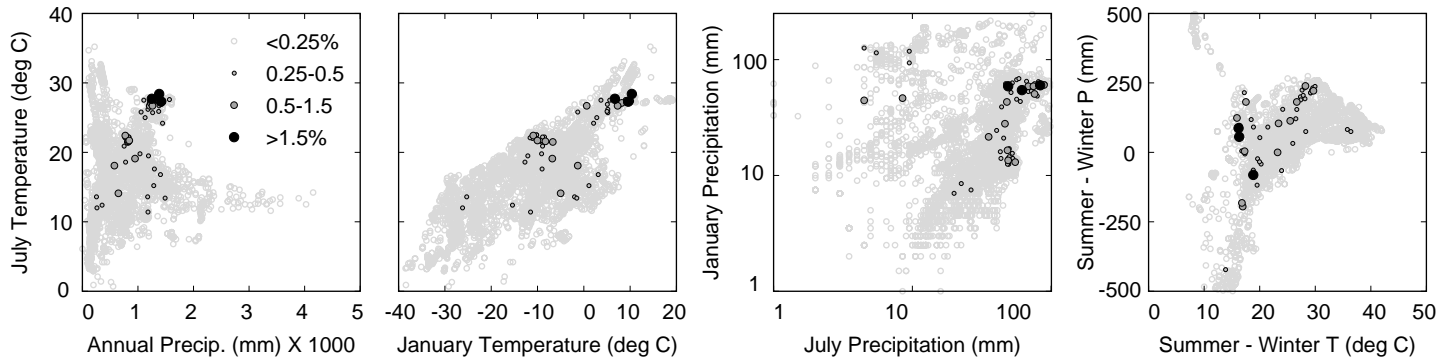 July Temperature (deg C)
40
30
20
10
0
<0.25%
0.25-0.5
0.5-1.5
>1.5%
0 1 2 3 4 5
Annual Precip. (mm) X 1000
-40 -30 -20 -10 0 10 20
January Temperature (deg C)
January Precipitation (mm)
100
10
1
1 10 100
July Precipitation (mm)
Summer - Winter P (mm)
500
250
0
-250
-500
0 10 20 30 40 50
Summer - Winter T (deg C)